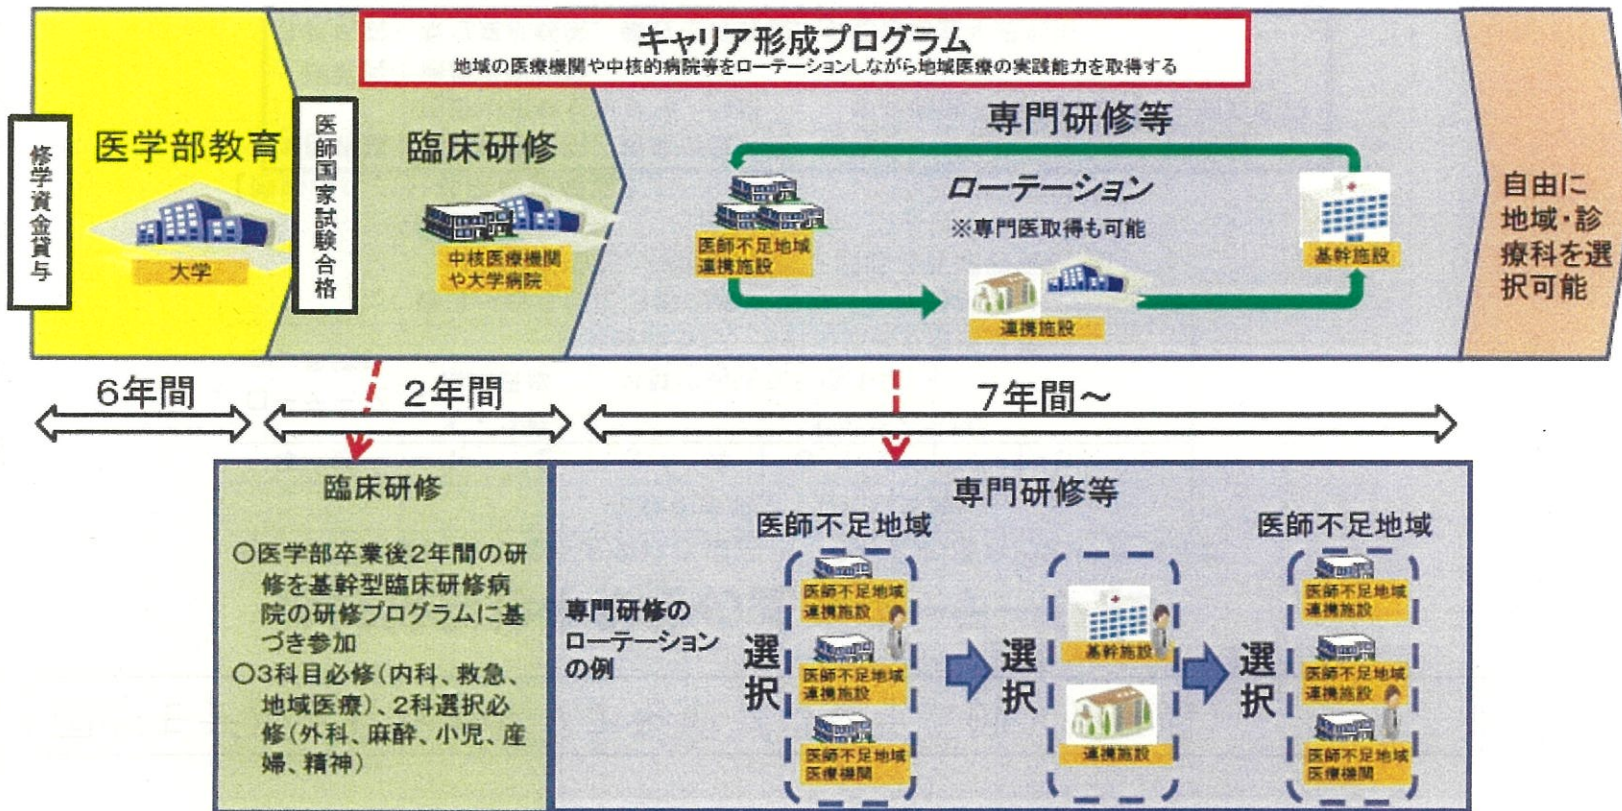 キャリア形成プログラム
地域の医療機関や中核的病院等をローテーションしながら地域医療の実践能力を取得する
修学資金貸与
医学部教育
大学
医師国家試験合格
臨床研修
中核医療機関
や大学病院
専門研修等
ローテーション
※専門医取得も可能
医師不足地域
連携施設
連携施設
基幹施設
自由に
地域・診
療科を選
択可能
6年間
2年間
7年間～
臨床研修
○医学部卒業後2年間の研
修を基幹型臨床研修病
院の研修プログラムに基
づき参加
○3科目必修(内科、救急、
地域医療)、2科選択必
修(外科、麻酔、小児、産
婦、精神)
専門研修等
専門研修の
ローテーション
の例
選択
医師不足地域
医師不足地域
連携施設
医師不足地域
連携施設
医師不足地域
医療機関
選択
基幹施設
連携施設
選択
医師不足地域
医師不足地域
連携施設
医師不足地域
連携施設
医師不足地域
医療機関